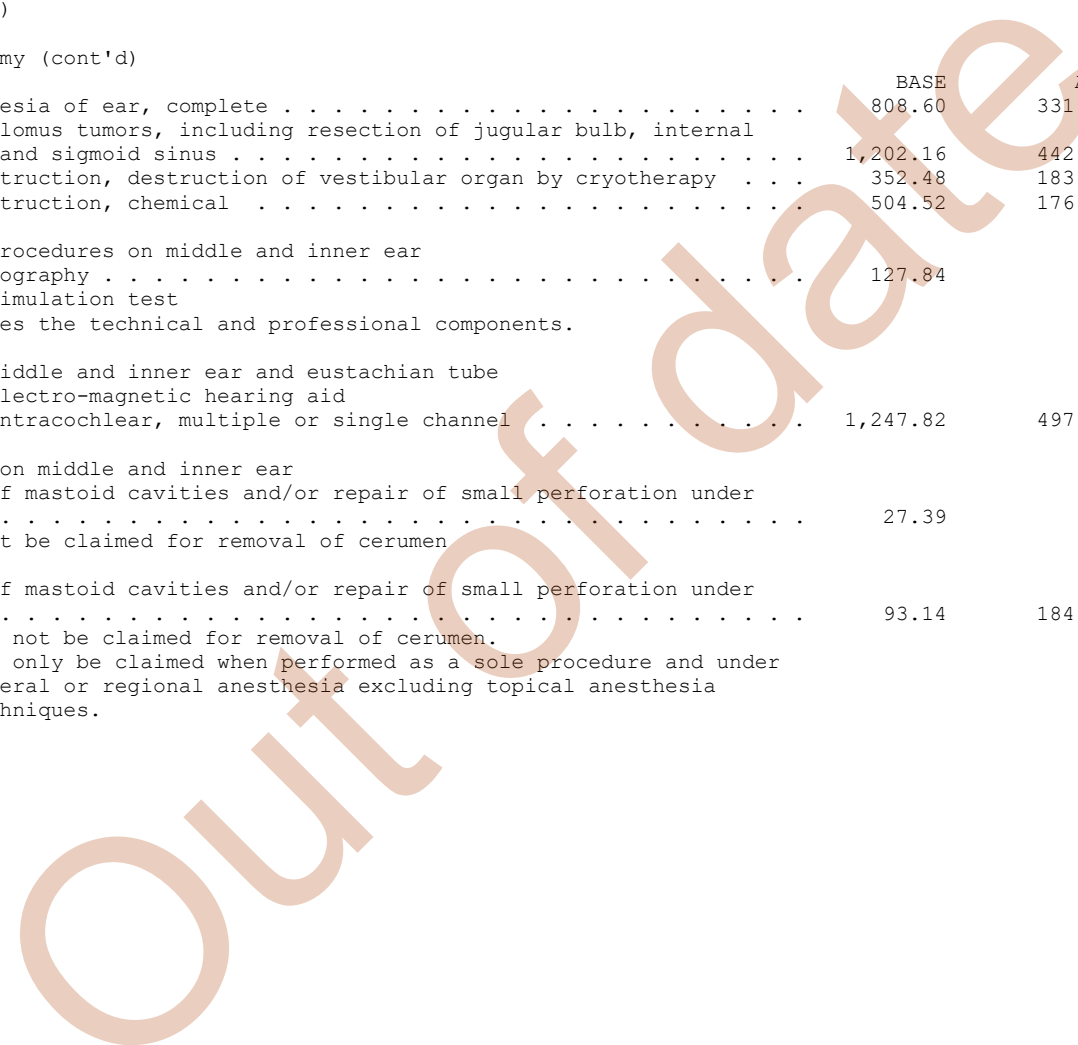 )
my (cont'd)
BASE
esia of ear, complete . . . . . . . . . . . . . . . . . . . . . 808.60 331
lomus tumors, including resection of jugular bulb, internal
and sigmoid sinus . . . . . . . . . . . . . . . . . . . . . . . 1,202.16 442
truction, destruction of vestibular organ by cryotherapy . . . 352.48 183
truction, chemical . . . . . . . . . . . . . . . . . . . . . . 504.52 176
rocedures on middle and inner ear
ography . . . . . . . . . . . . . . . . . . . . . . . . . . . . 127.84
imulation test
es the technical and professional components.
iddle and inner ear and eustachian tube
lectro-magnetic hearing aid
ntracochlear, multiple or single channel . . . . . . . . . . . 1,247.82 497
on middle and inner ear
f mastoid cavities and/or repair of small perforation under
. . . . . . . . . . . . . . . . . . . . . . . . . . . . . . . . 27.39
t be claimed for removal of cerumen
f mastoid cavities and/or repair of small perforation under
. . . . . . . . . . . . . . . . . . . . . . . . . . . . . . . . 93.14 184
not be claimed for removal of cerumen.
only be claimed when performed as a sole procedure and under
eral or regional anesthesia excluding topical anesthesia
hniques.
Out of date